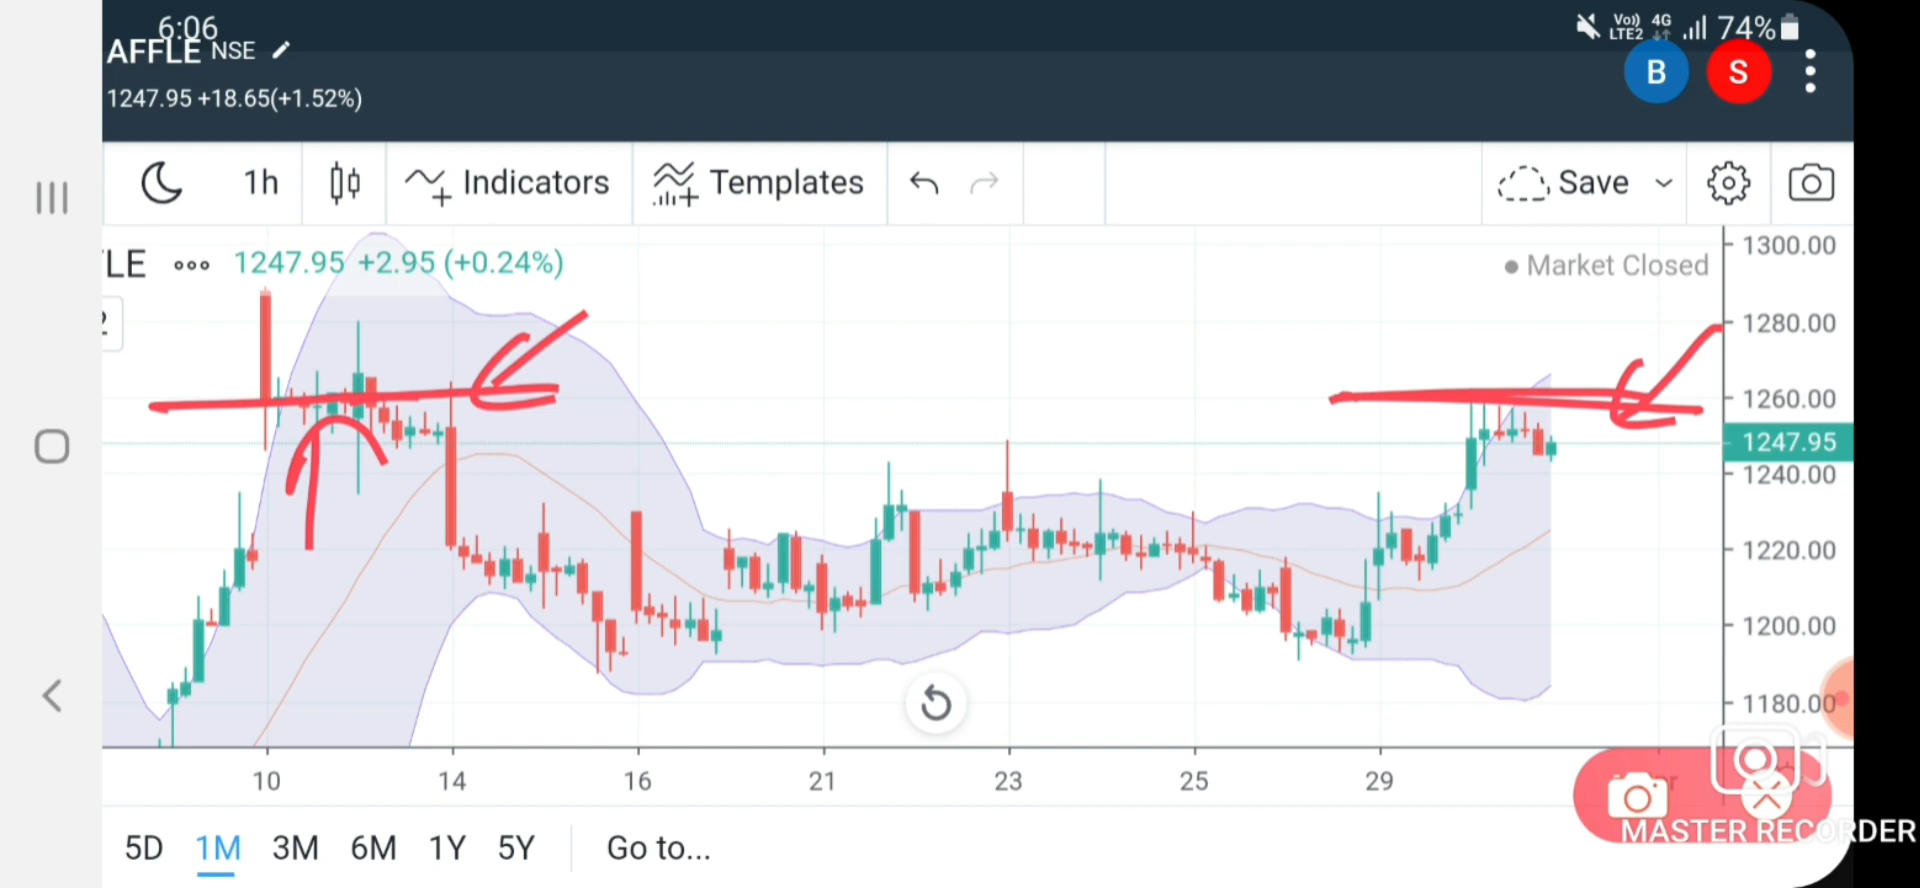 6:06
Vo)) 4G
LTE2
74%
AFFLE NSE
1247.95 +18.65(+1.52%)
B
S
1h
Indicators
Templates
Save
LE
1247.95 +2.95 (+0.24%)
Market Closed
1300.00
1280.00
1260.00
1247.95
1240.00
1220.00
1200.00
1180.00
10
14
16
21
23
25
29
5D
1M
3M
6M
1Y
5Y
Go to...
MASTER RECORDER